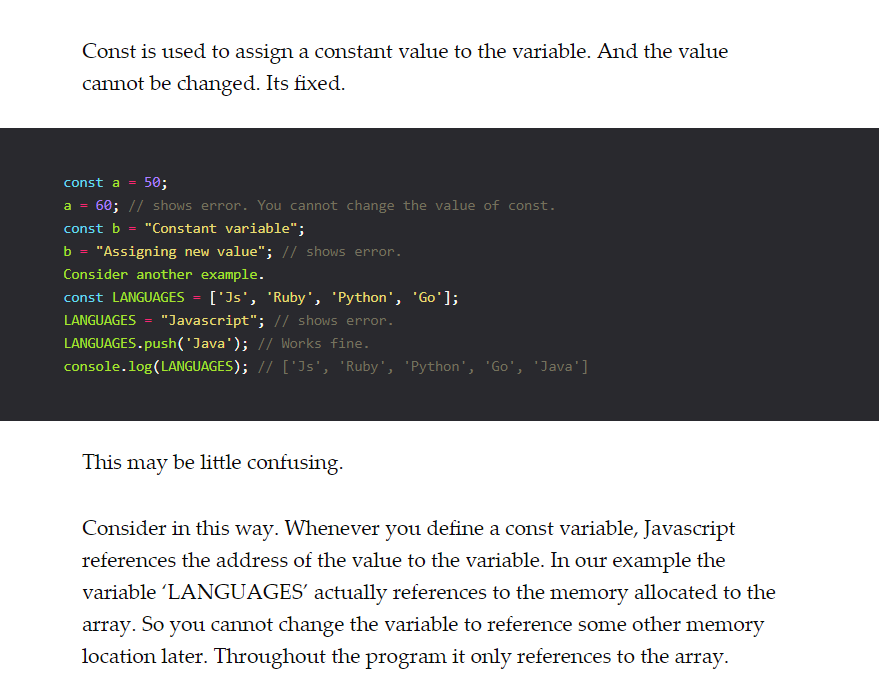 Const is used to assign a constant value to the variable. And the value
cannot be changed. Its fixed.
const a = 50;
a = 60; // shows error. You cannot change the value of const.
const b = "Constant variable";
b = "Assigning new value"; // shows error.
Consider another example.
const LANGUAGES = ['Js', 'Ruby', 'Python', 'Go'];
LANGUAGES = "Javascript"; // shows error.
LANGUAGES.push('Java'); // Works fine.
console.log(LANGUAGES); // ['Js', 'Ruby', 'Python', 'Go', 'Java']
This may be little confusing.
Consider in this way. Whenever you define a const variable, Javascript
references the address of the value to the variable. In our example the
variable ‘LANGUAGES’ actually references to the memory allocated to the
array. So you cannot change the variable to reference some other memory
location later. Throughout the program it only references to the array.